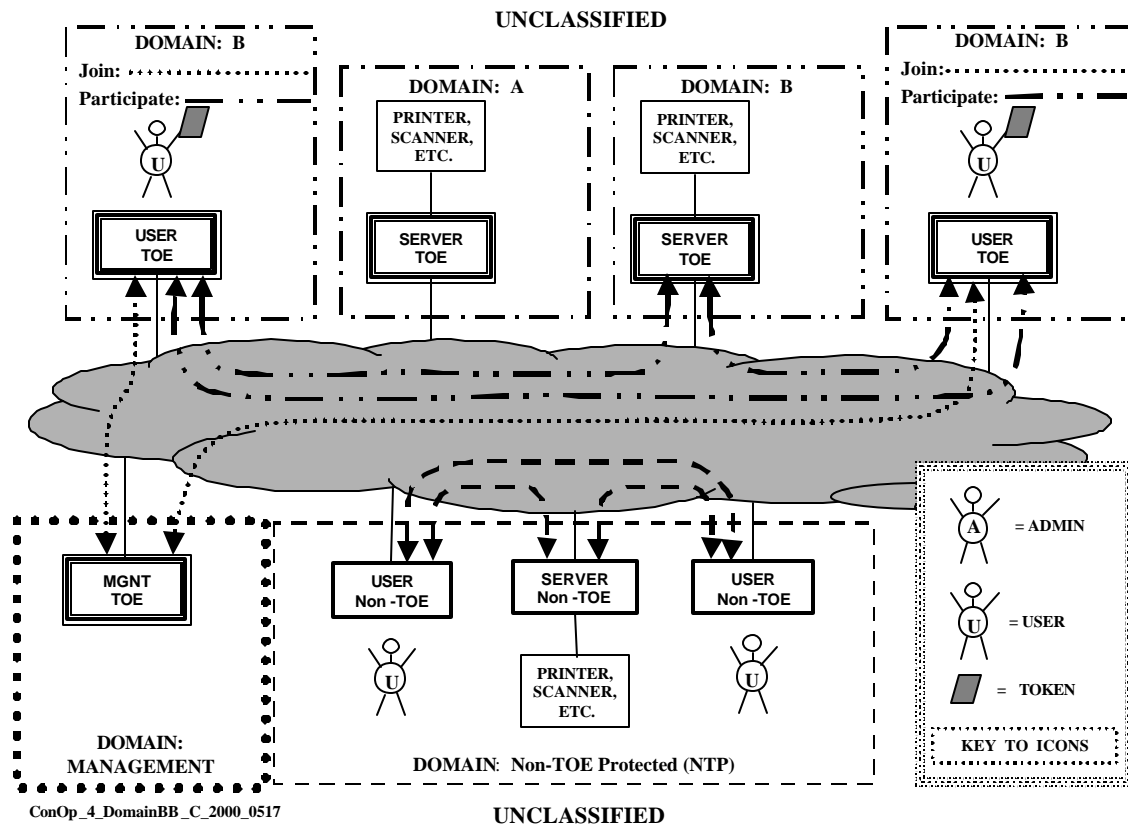 UNCLASSIFIED
DOMAIN: B
Join:
Participate:
U
USER
TOE
DOMAIN: A
PRINTER,
SCANNER,
ETC.
SERVER
TOE
DOMAIN: B
PRINTER,
SCANNER,
ETC.
SERVER
TOE
DOMAIN: B
Join:
Participate:
U
USER
TOE
MGNT
TOE
DOMAIN:
MANAGEMENT
USER
Non -TOE
U
SERVER
Non -TOE
PRINTER,
SCANNER,
ETC.
USER
Non -TOE
U
DOMAIN: Non-TOE Protected (NTP)
A
= ADMIN
U
= USER
= TOKEN
KEY TO ICONS
ConOp_4_DomainBB_C_2000_0517
UNCLASSIFIED